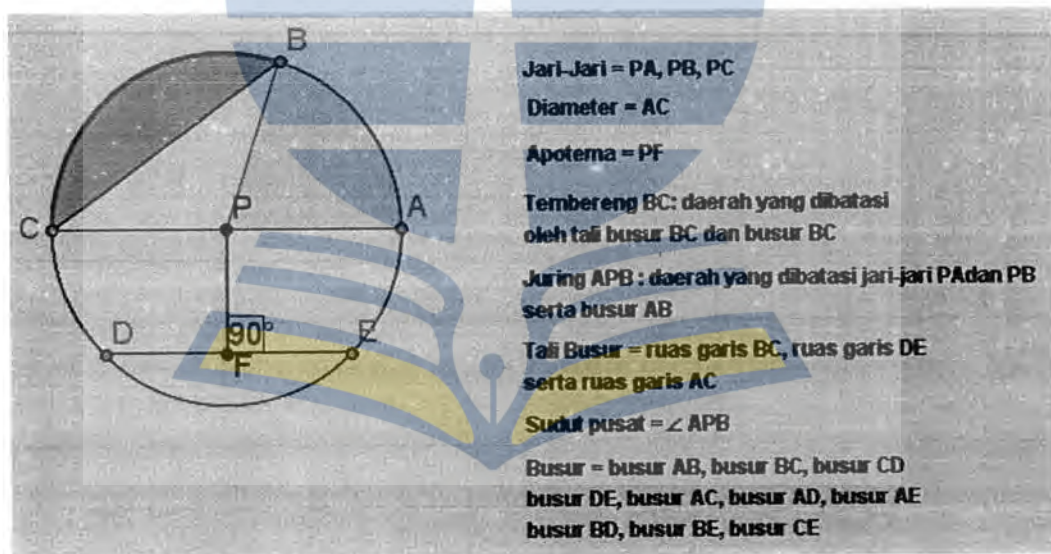 B
C
P
A
D
90°
E
F
Jari-Jari = PA, PB, PC
Diameter = AC
Apotema = PF
Tembereng BC: daerah yang dibatasi
oleh tali busur BC dan busur BC
Juring APB : daerah yang dibatasi jari-jari PAdan PB
serta busur AB
Tali Busur = ruas garis BC, ruas garis DE
serta ruas garis AC
Sudut pusat = ∠ APB
Busur = busur AB, busur BC, busur CD
busur DE, busur AC, busur AD, busur AE
busur BD, busur BE, busur CE